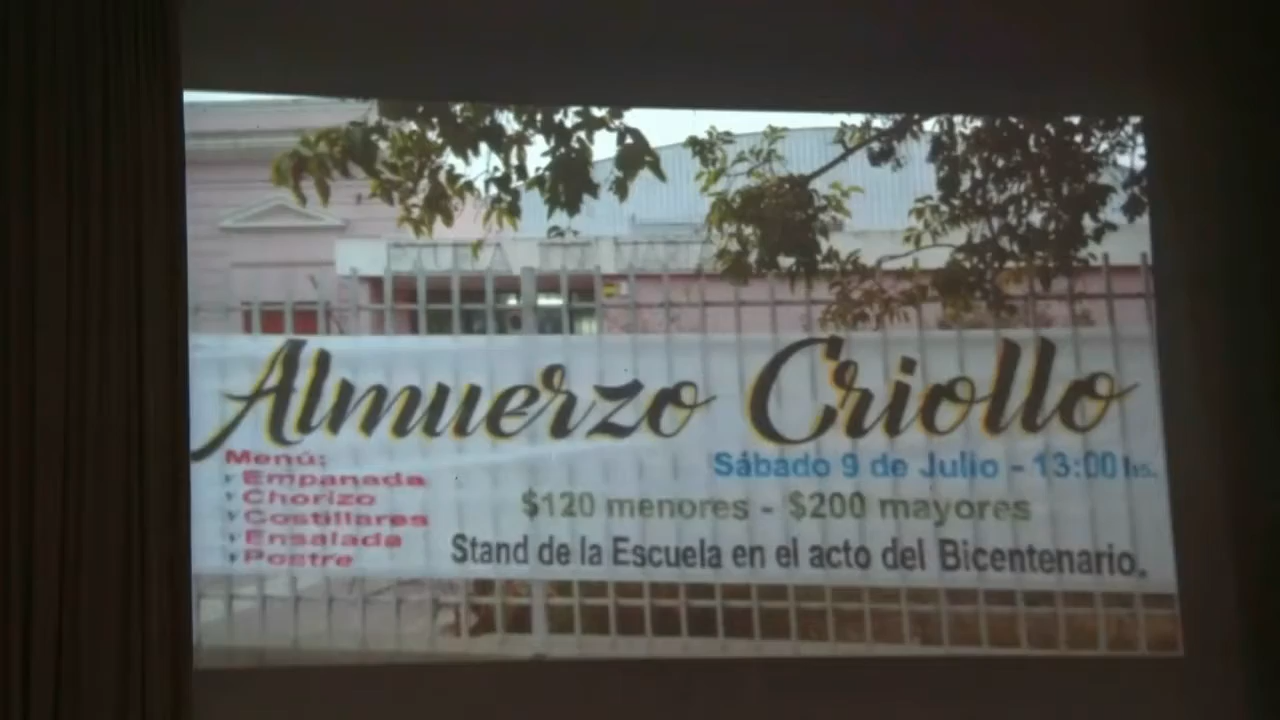 Almuerzo Criollo
Menú:
Empanada
Chorizo
Costillares
Ensalada
Postre
Sábado 9 de Julio - 13:00 hs.
$120 menores - $200 mayores
Stand de la Escuela en el acto del Bicentenario.